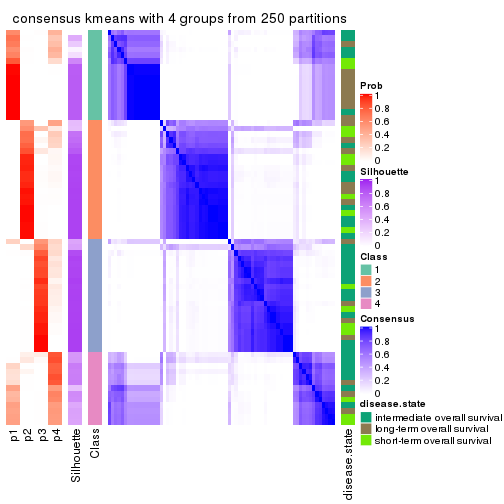 consensus kmeans with 4 groups from 250 partitions
Prob
1
0.8
0.6
0.4
0.2
0
Silhouette
1
0.8
0.6
0.4
0.2
0
Class
1
2
3
4
Consensus
1
0.8
0.6
0.4
0.2
0
disease.state
intermediate overall survival
long-term overall survival
short-term overall survival
p1
p2
p3
p4
Silhouette
Class
disease.state